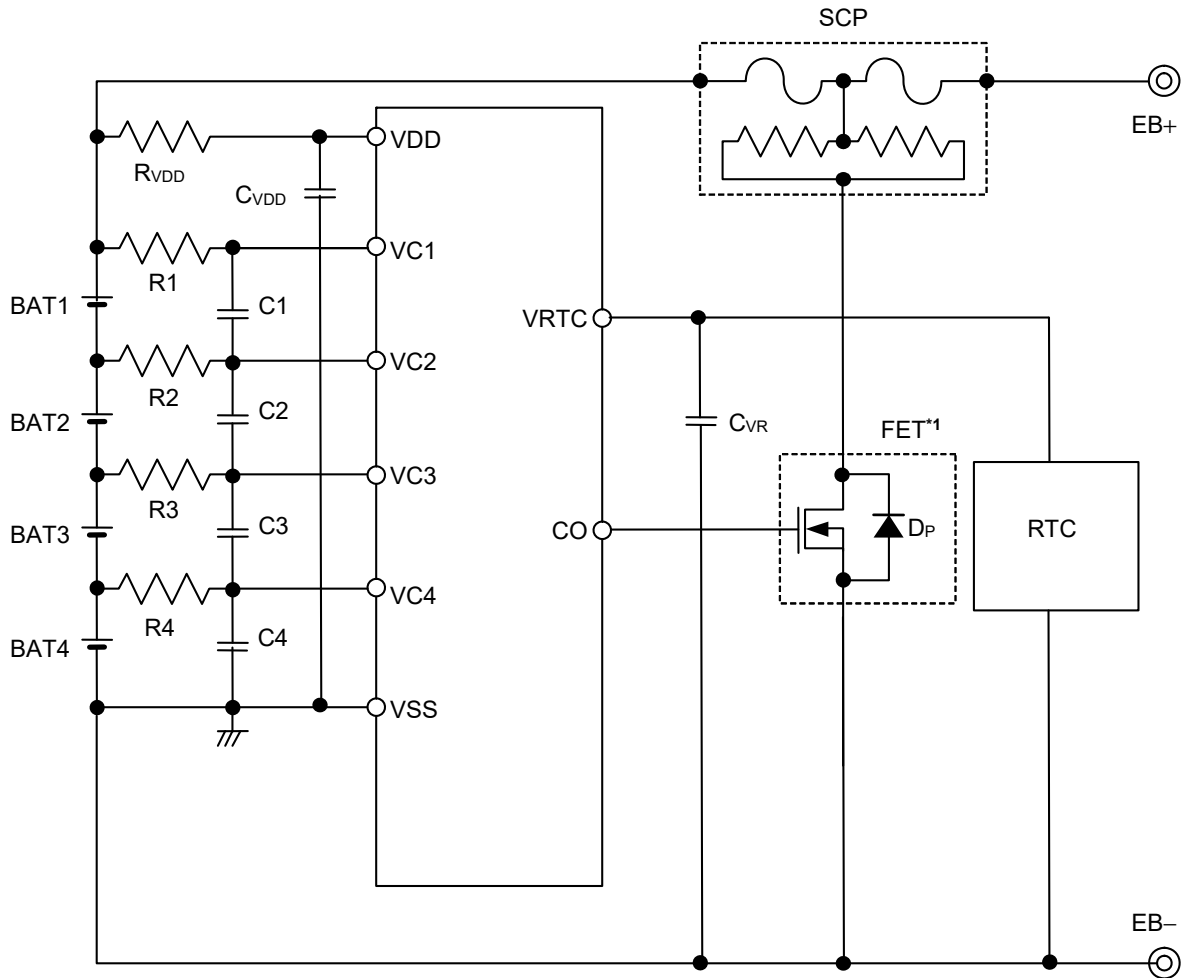 SCP
EB+
VDD
RVDD
CVDD
VC1
R1
BAT1
C1
VRTC
VC2
R2
BAT2
C2
CVR
FET*1
VC3
R3
BAT3
C3
CO
DP
RTC
VC4
R4
BAT4
C4
VSS
EB−